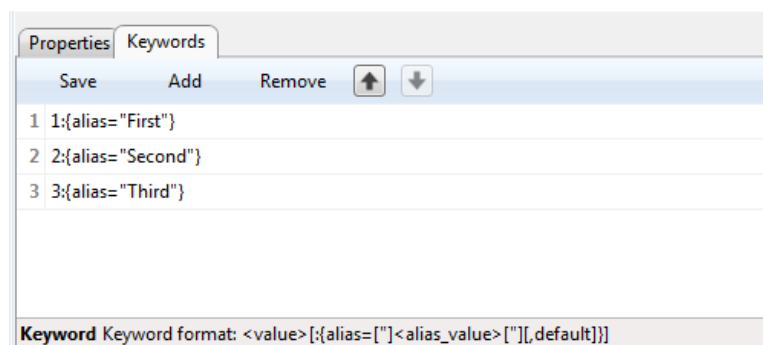 Properties Keywords
Save Add Remove
1 1:{alias="First"}
2 2:{alias="Second"}
3 3:{alias="Third"}
Keyword Keyword format: <value>[:{alias=["]<alias_value>["][,default]}]